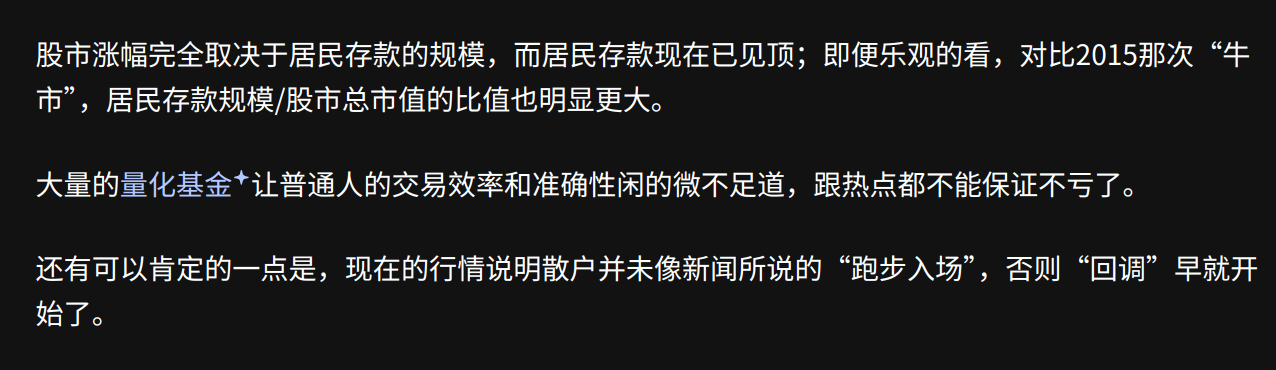 股市涨幅完全取决于居民存款的规模，而居民存款现在已见顶；即便乐观的看，对比2015那次“牛
市”，居民存款规模/股市总市值的比值也明显更大。
大量的量化基金让普通人的交易效率和准确性闲的微不足道，跟热点都不能保证不亏了。
还有可以肯定的一点是，现在的行情说明散户并未像新闻所说的“跑步入场”，否则“回调”早就开
始了。